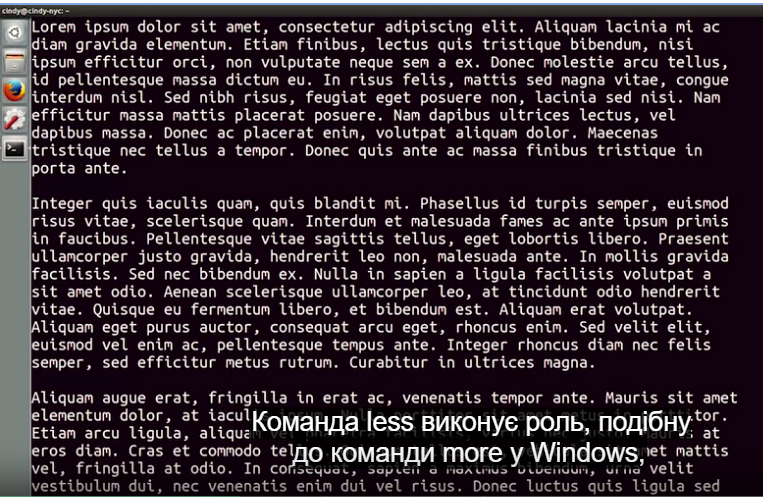 cindy@cindy-nyc: ~
Lorem ipsum dolor sit amet, consectetur adipiscing elit. Aliquam lacinia mi ac
diam gravida elementum. Etiam finibus, lectus quis tristique bibendum, nisi
ipsum efficitur orci, non vulputate neque sem a ex. Donec molestie arcu tellus,
id pellentesque massa dictum eu. In risus felis, mattis sed magna vitae, congue
interdum nisl. Sed nibh risus, feugiat eget posuere non, lacinia sed nisi. Nam
efficitur massa mattis placerat posuere. Nam dapibus ultrices lectus, vel
dapibus massa. Donec ac placerat enim, volutpat aliquam dolor. Maecenas
tristique nec tellus a tempor. Donec quis ante ac massa finibus tristique in
porta ante.
Integer quis iaculis quam, quis blandit mi. Phasellus id turpis semper, euismod
risus vitae, scelerisque quam. Interdum et malesuada fames ac ante ipsum primis
in faucibus. Pellentesque vitae sagittis tellus, eget lobortis libero. Praesent
ullamcorper justo gravida, hendrerit leo non, malesuada ante. In mollis gravida
facilisis. Sed nec bibendum ex. Nulla in sapien a ligula facilisis volutpat a
sit amet odio. Aenean scelerisque ullamcorper leo, at tincidunt odio hendrerit
vitae. Quisque eu fermentum libero, et bibendum est. Aliquam erat volutpat.
Aliquam eget purus auctor, consequat arcu eget, rhoncus enim. Sed velit elit,
euismod vel enim ac, pellentesque tempus ante. Integer rhoncus diam nec felis
semper, sed efficitur metus rutrum. Curabitur in ultrices magna.
Aliquam augue erat, fringilla in erat ac, venenatis tempor ante. Mauris sit amet
elementum dolor, at
Etiam arcu ligula, at
eros diam. Cras et commodo met mattis
vel, fringilla at odio. In consequat, sapien a maximus bibendum, velit
vestibulum dui, nec venenatis enim dui vel risus. Donec luctus quis ligula sed
Команда less виконує роль, подібну
до команди more у Windows,